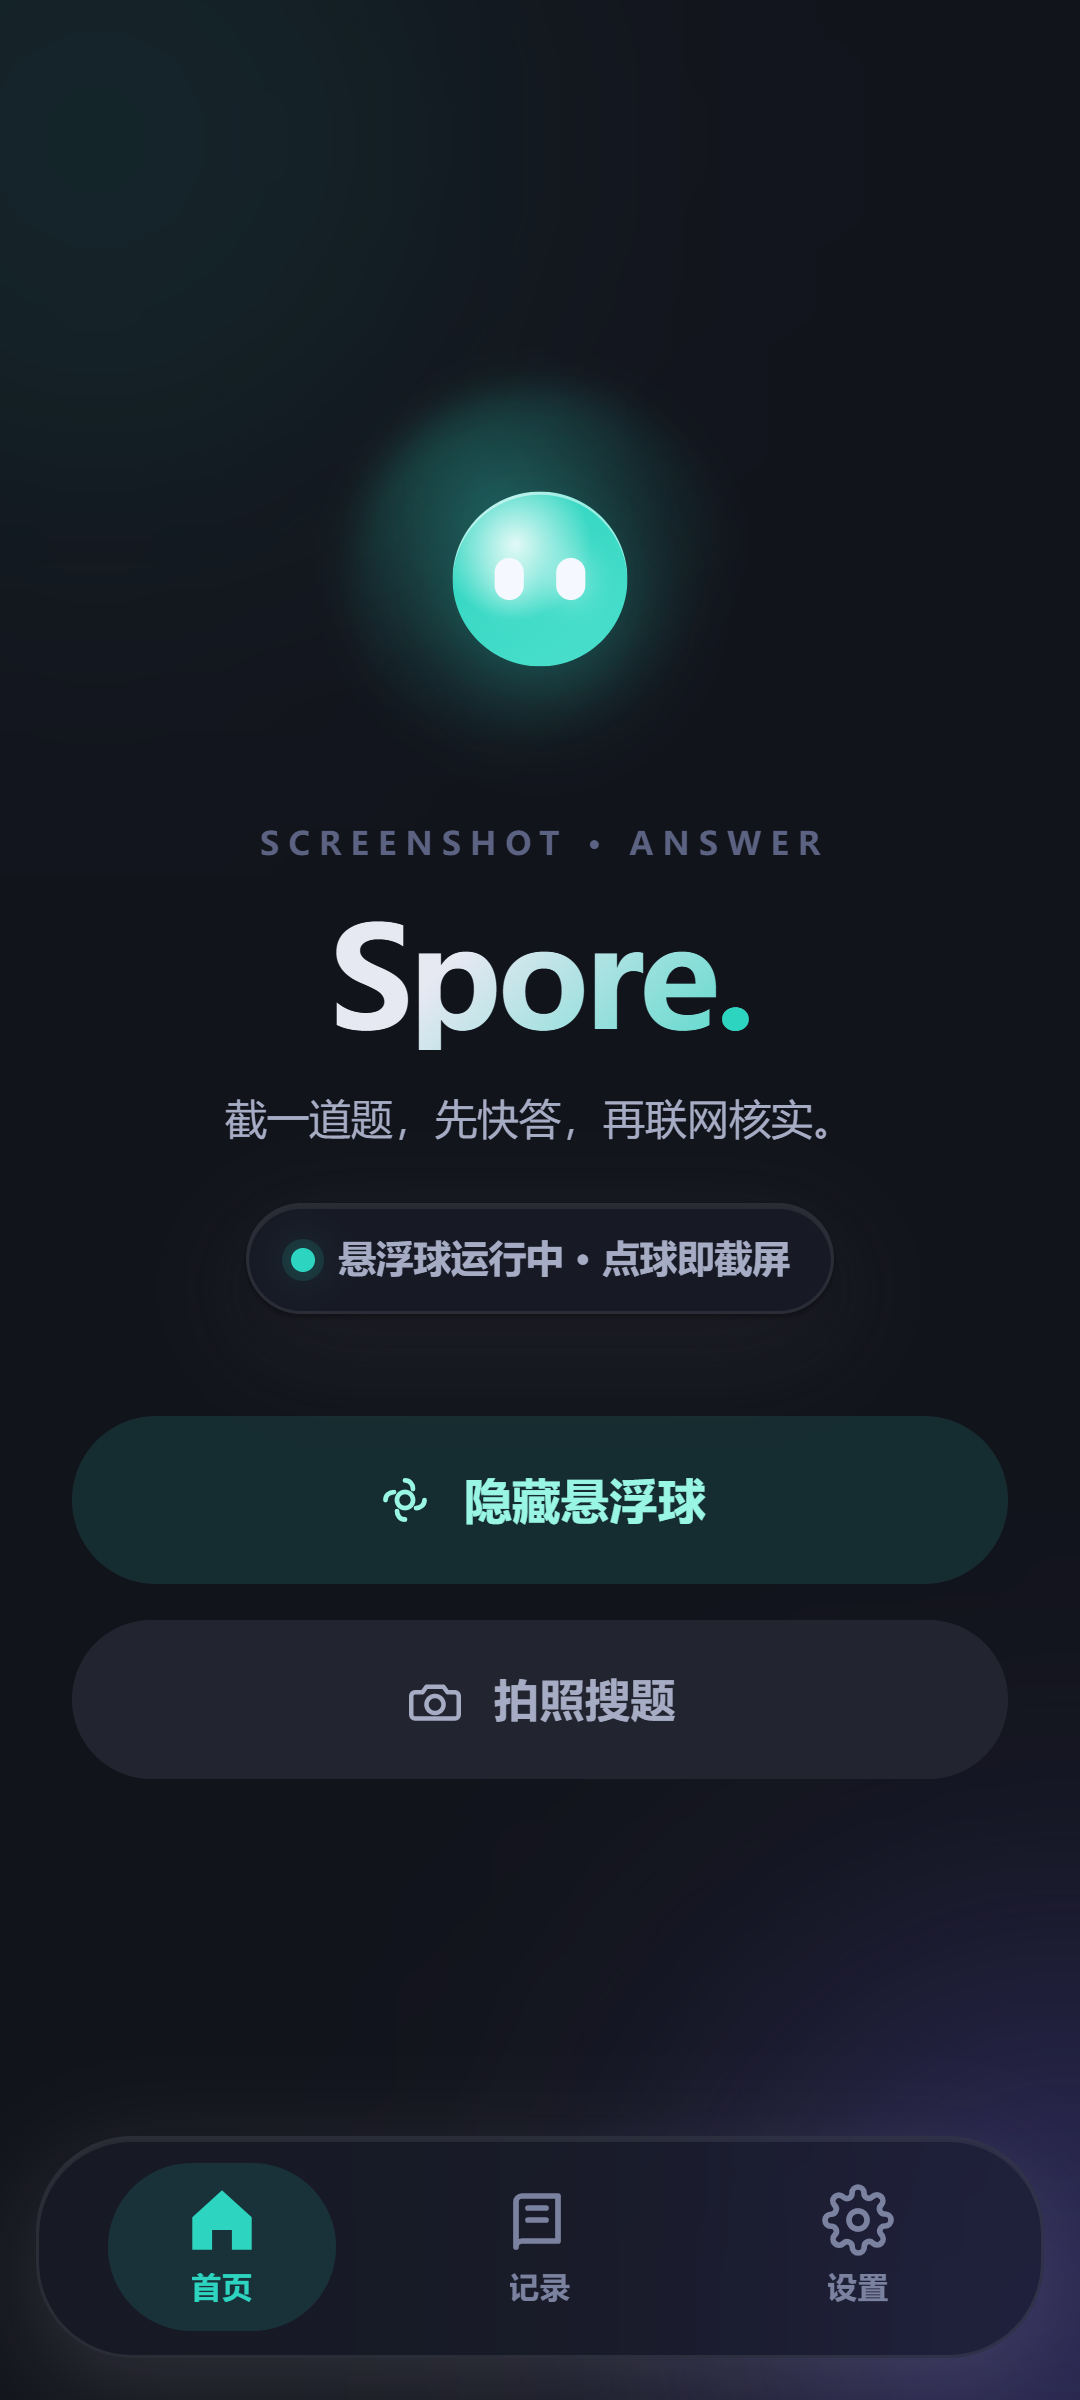 SCREENSHOT • ANSWER
Spore.
截一道题，先快答，再联网核实。
悬浮球运行中 • 点球即截屏
隐藏悬浮球
拍照搜题
首页
记录
设置